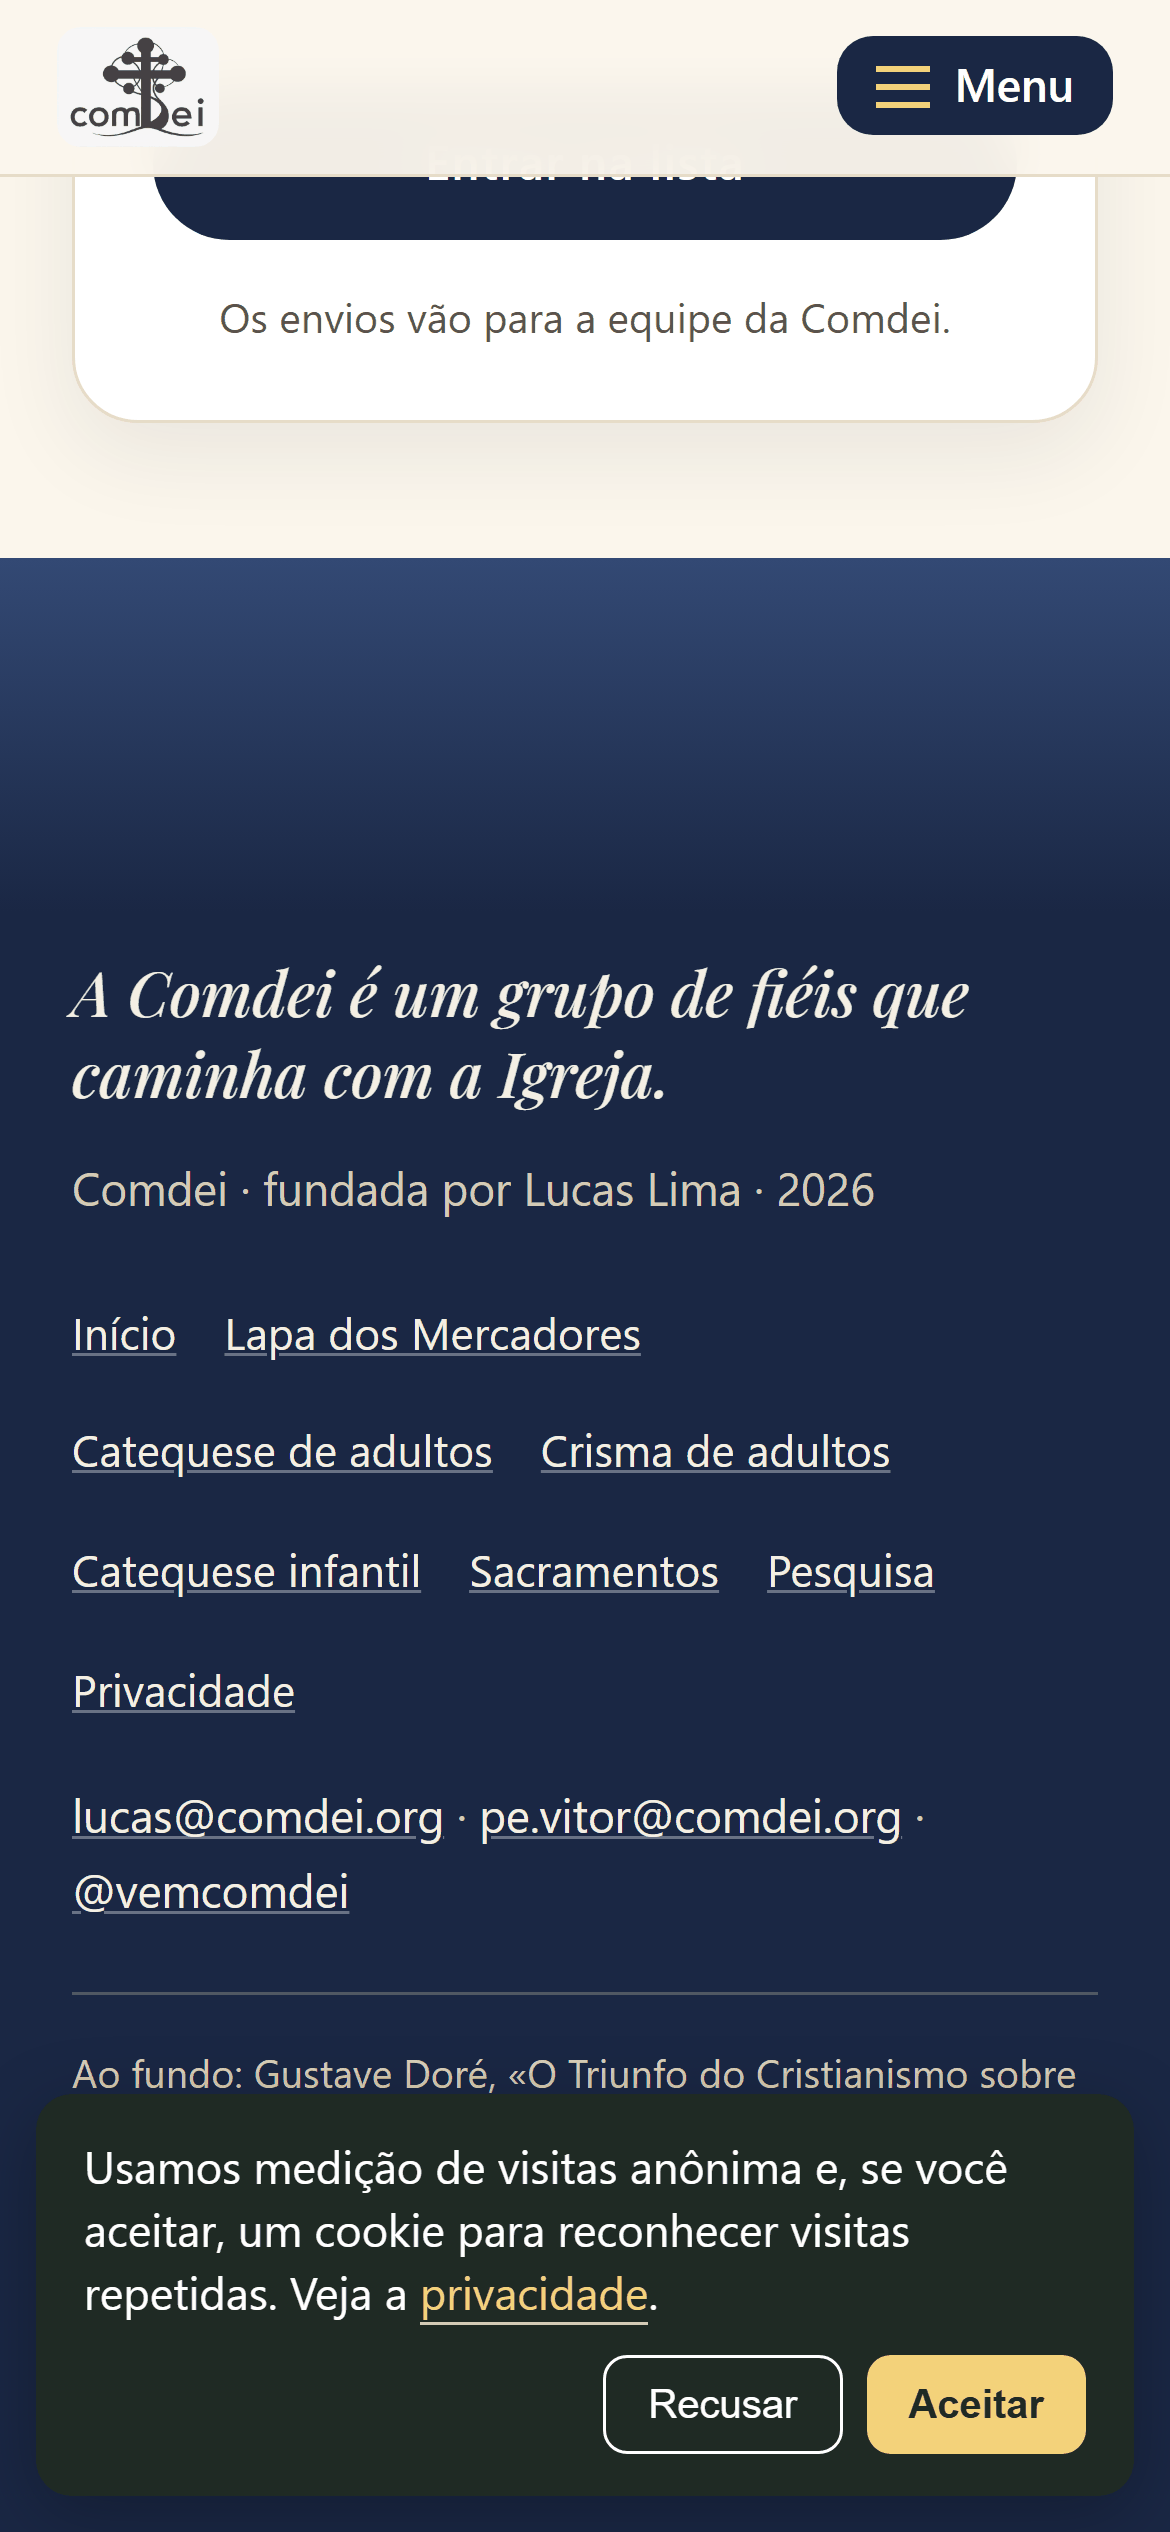 comdei
Menu
Entrar na lista
Os envios vão para a equipe da Comdei.
A Comdei é um grupo de fiéis que
caminha com a Igreja.
Comdei · fundada por Lucas Lima · 2026
Início Lapa dos Mercadores
Catequese de adultos Crisma de adultos
Catequese infantil Sacramentos Pesquisa
Privacidade
lucas@comdei.org · pe.vitor@comdei.org ·
@vemcomdei
Ao fundo: Gustave Doré, «O Triunfo do Cristianismo sobre
Usamos medição de visitas anônima e, se você
aceitar, um cookie para reconhecer visitas
repetidas. Veja a privacidade.
Recusar Aceitar